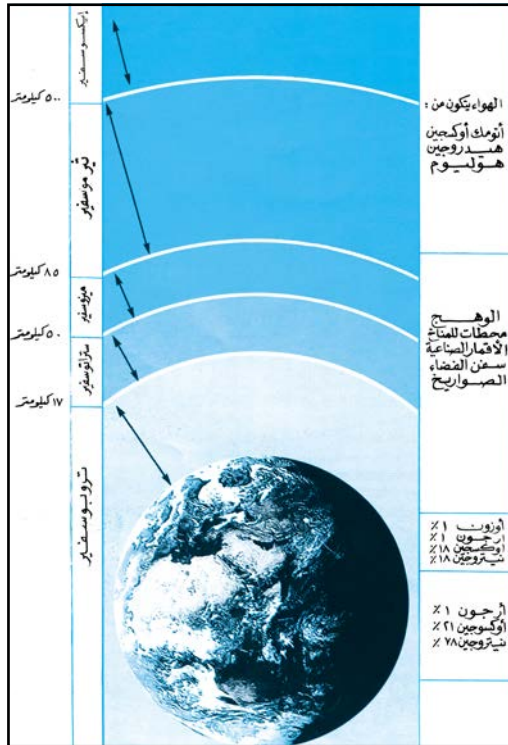 إيكسوسفير
٥٠٠ كيلومتر
ثرموسفير
٨٥ كيلومتر
ميزوسفير
٥٠ كيلومتر
ستراتوسفير
١٧ كيلومتر
تروبوسفير
الهواء يتكون من :
أتومك أوكسجين
هيدروجين
هوليوم
الوهج
محطات للمناخ
الأقمار الصناعية
سفن الفضاء
الصواريخ
أوزون ١ ٪
أرجون ١ ٪
أوكسجين ١٨ ٪
نيتروجين ١٨ ٪
أرجون ١ ٪
أوكسوجين ٢١ ٪
نيتروجين ٧٨ ٪